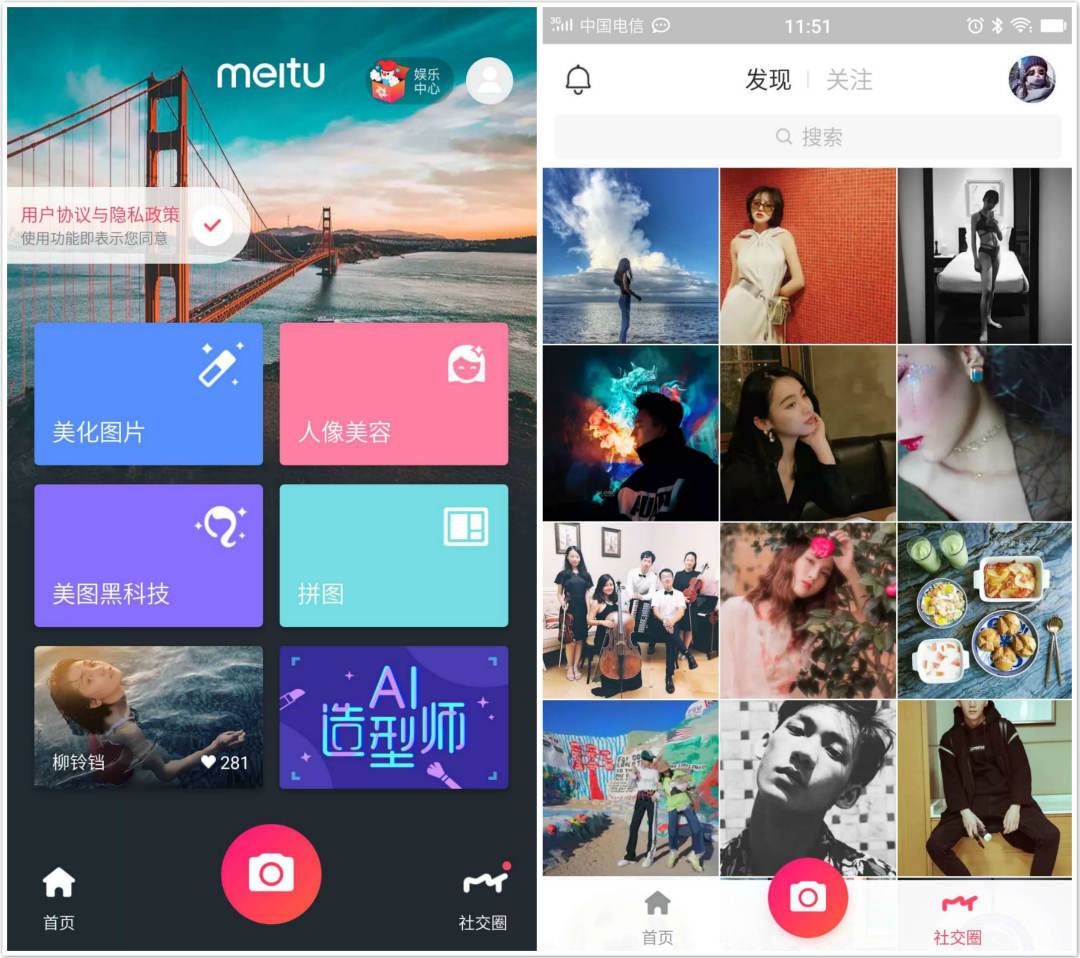 meitu
娱乐
中心
用户协议与隐私政策
使用功能即表示您同意
美化图片
人像美容
美图黑科技
拼图
柳铃铛
281
AI
造型师
首页
社交圈
3G
中国电信
11:51
发现
关注
搜索
首页
社交圈